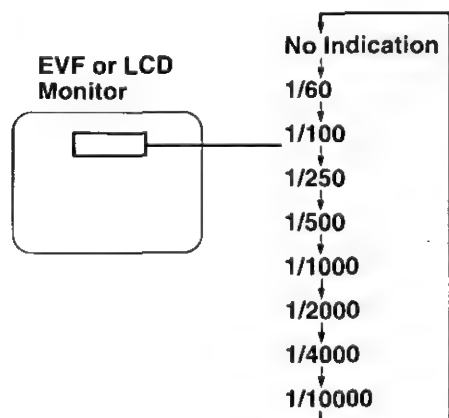 EVF or LCD
Monitor
No Indication
1/60
1/100
1/250
1/500
1/1000
1/2000
1/4000
1/10000